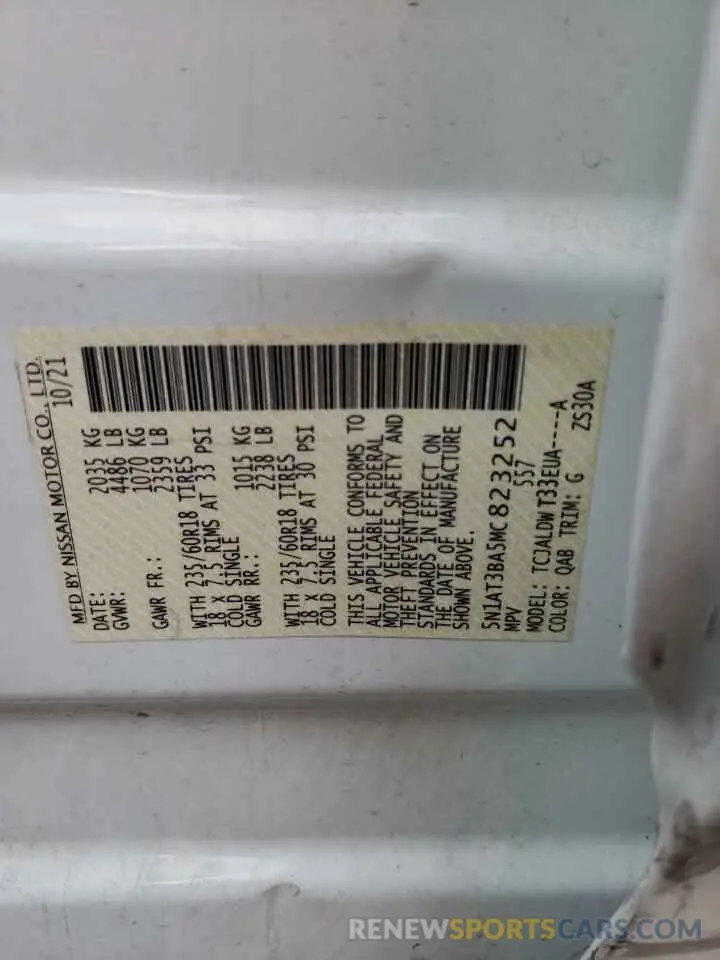 MFD BY NISSAN MOTOR CO., LTD.
DATE: 10/21
GVWR: 2035 KG
4486 LB
GAWR FR.: 1070 KG
2359 LB
WITH 235/60R18 TIRES
18 X 7.5 RIMS AT 33 PSI
COLD SINGLE
GAWR RR.: 1015 KG
2238 LB
WITH 235/60R18 TIRES
18 X 7.5 RIMS AT 30 PSI
COLD SINGLE
THIS VEHICLE CONFORMS TO
ALL APPLICABLE FEDERAL
MOTOR VEHICLE SAFETY AND
THEFT PREVENTION
STANDARDS IN EFFECT ON
THE DATE OF MANUFACTURE
SHOWN ABOVE.
5N1AT3BA5MC823252
MPV 557
MODEL: TCJALDW T33EUA-----A
COLOR: QAB TRIM: G ZS30A
RENEWSPORTSCARS.COM